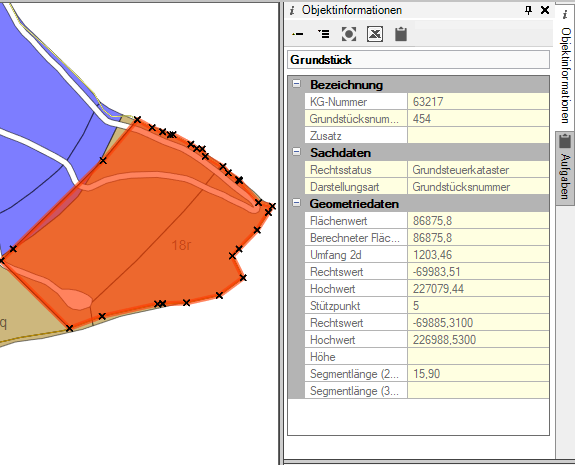 Objektinformationen
Grundstück
Bezeichnung
KG-Nummer 63217
Grundstücksnum... 454
Zusatz
Sachdaten
Rechtsstatus Grundsteuerkataster
Darstellungsart Grundstücksnummer
Geometriedaten
Flächenwert 86875,8
Berechneter Fläc... 86875,8
Umfang 2d 1203,46
Rechtswert -69983,51
Hochwert 227079,44
Stützpunkt 5
Rechtswert -69885,3100
Hochwert 226988,5300
Höhe
Segmentlänge (2... 15,90
Segmentlänge (3...
Objektinformationen
Aufgaben
18r
q